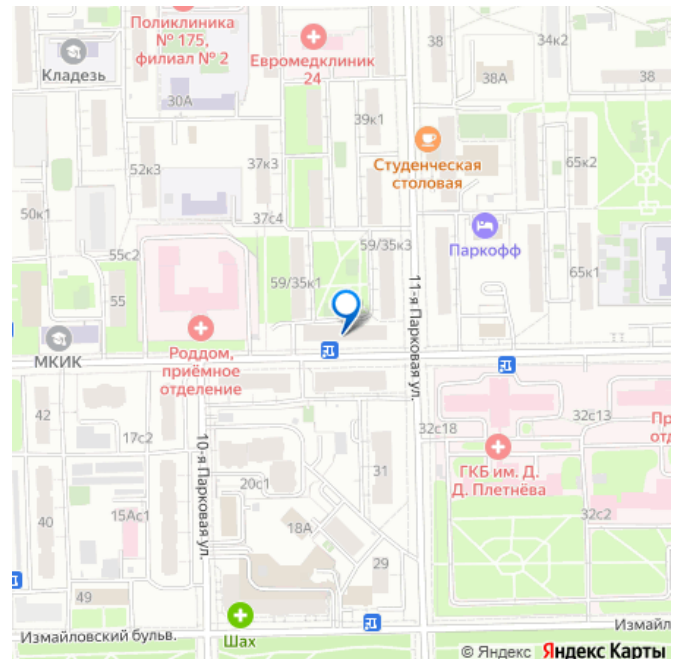 Поликлиника
№ 175,
филиал № 2
Кладезь
Евромедклиник
24
38
34к2
38А
38
30А
39к1
Студенческая
столовая
65к2
52к3
37к3
50к1
37с4
55с2
59/35к3
Паркофф
55
59/35к1
65к1
11-я Парковая ул.
МКИК
Роддом,
приёмное
отделение
42
17с2
32с18
32с13
Пр
отд
10-я Парковая ул.
20с1
31
ГКБ им. Д.
Д. Плетнёва
40
15Ас1
18А
32с2
29
49
Измайловский бульв.
Шах
Измайл
© Яндекс Яндекс Карты